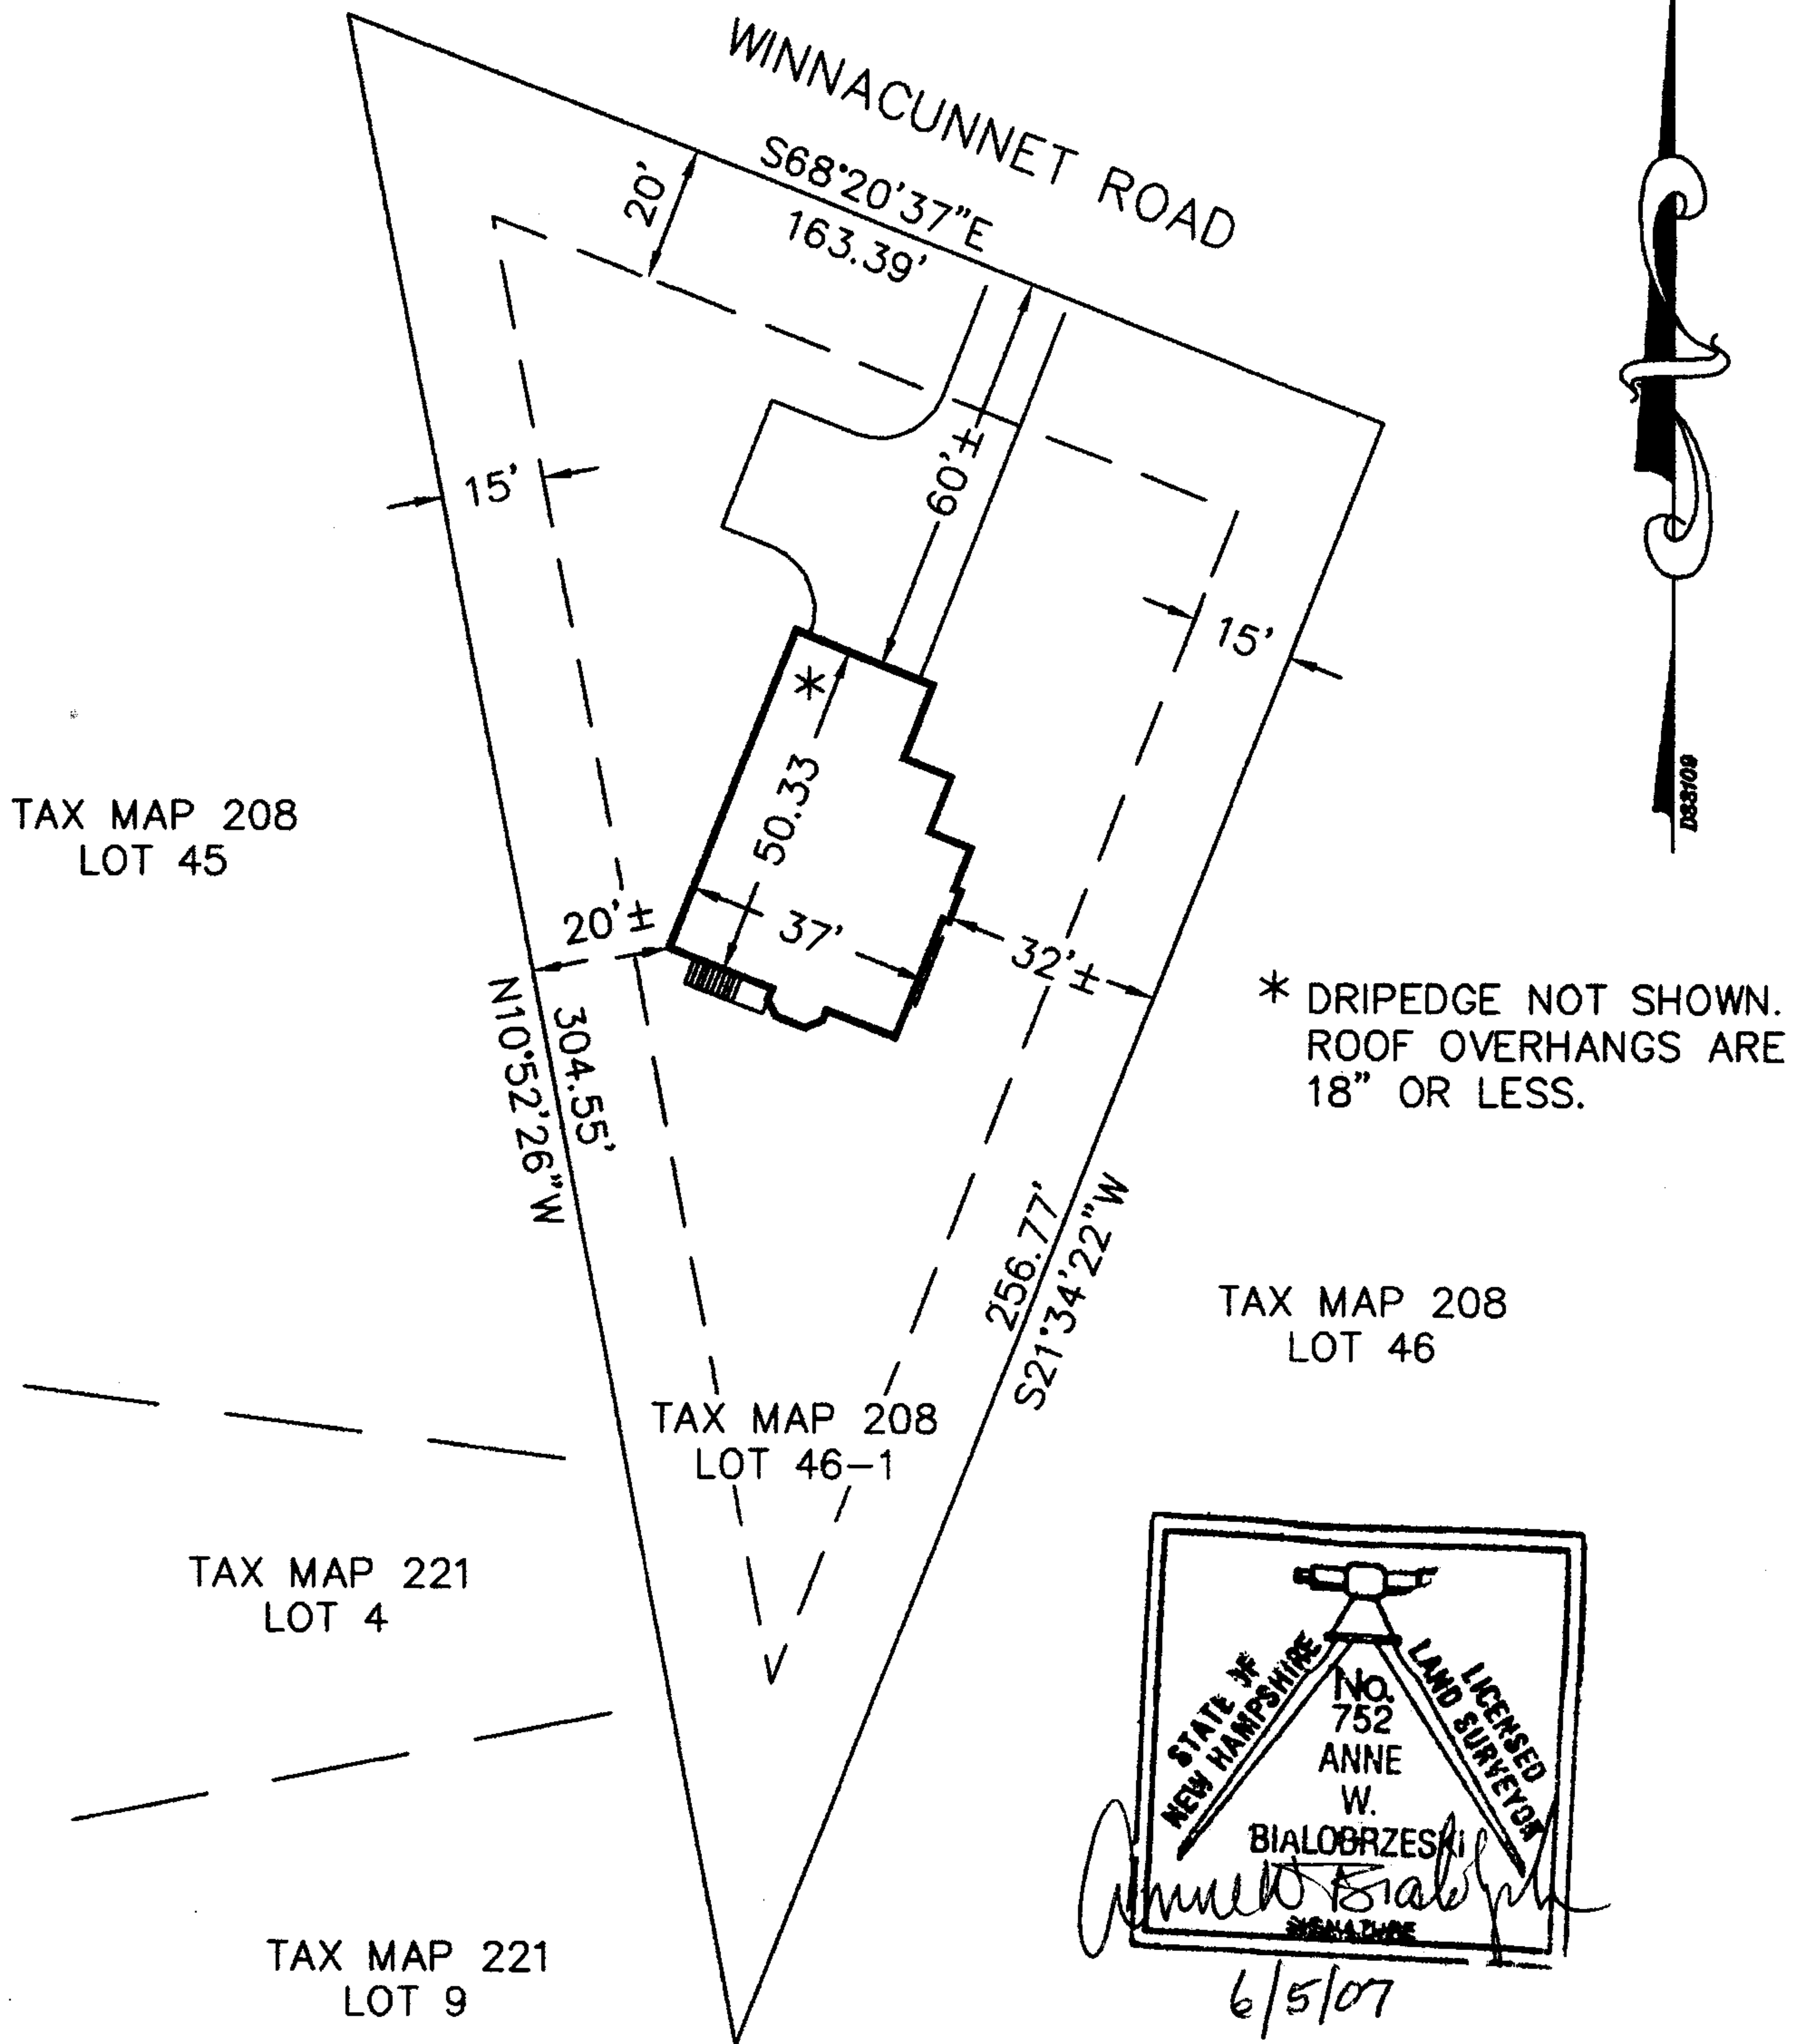 WINNACUNNET ROAD
S68°20'37"E
163.39'
20'
15'
60'±
15'
*
50.33
37'
20'±
32'±
TAX MAP 208
LOT 45
N10°52'26"W
304.55'
* DRIPEDGE NOT SHOWN.
ROOF OVERHANGS ARE
18" OR LESS.
256.77'
S21°34'22"W
TAX MAP 208
LOT 46
TAX MAP 208
LOT 46-1
TAX MAP 221
LOT 4
TAX MAP 221
LOT 9
STATE OF
NEW HAMPSHIRE
LICENSED
LAND SURVEYOR
No.
752
ANNE
W.
BIALOBRZESKI
SIGNATURE
6/5/07